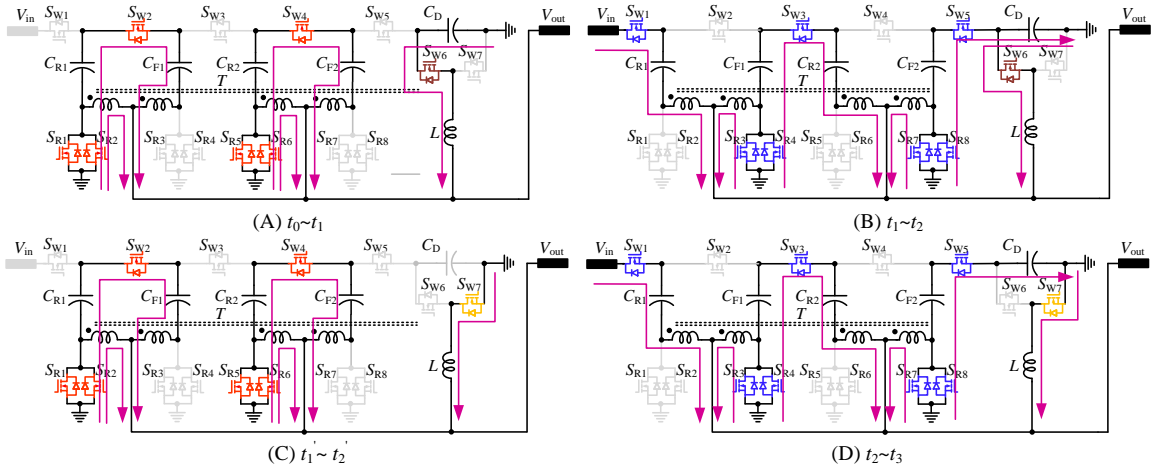 Vin SW1 SW2 SW3 SW4 SW5 CD Vout
SW6 SW7
CR1 CF1 CR2 CF2
T
L
SR1 SR2 SR3 SR4 SR5 SR6 SR7 SR8
(A) t0~t1
Vin SW1 SW2 SW3 SW4 SW5 CD Vout
SW6 SW7
CR1 CF1 CR2 CF2
T
L
SR1 SR2 SR3 SR4 SR5 SR6 SR7 SR8
(B) t1~t2
Vin SW1 SW2 SW3 SW4 SW5 CD Vout
SW6 SW7
CR1 CF1 CR2 CF2
T
L
SR1 SR2 SR3 SR4 SR5 SR6 SR7 SR8
(C) t1'~t2'
Vin SW1 SW2 SW3 SW4 SW5 CD Vout
SW6 SW7
CR1 CF1 CR2 CF2
T
L
SR1 SR2 SR3 SR4 SR5 SR6 SR7 SR8
(D) t2~t3